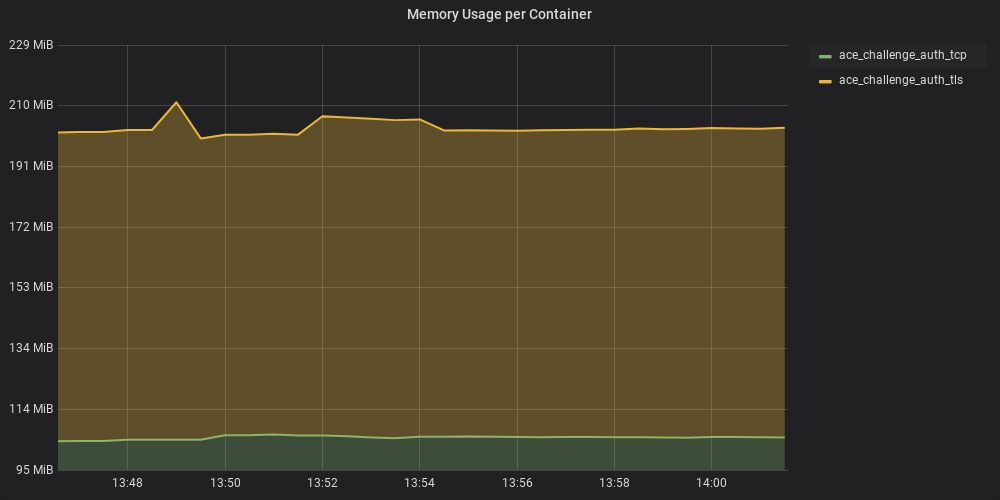 Memory Usage per Container
229 MiB
210 MiB
191 MiB
172 MiB
153 MiB
134 MiB
114 MiB
95 MiB
13:48 13:50 13:52 13:54 13:56 13:58 14:00
ace_challenge_auth_tcp
ace_challenge_auth_tls